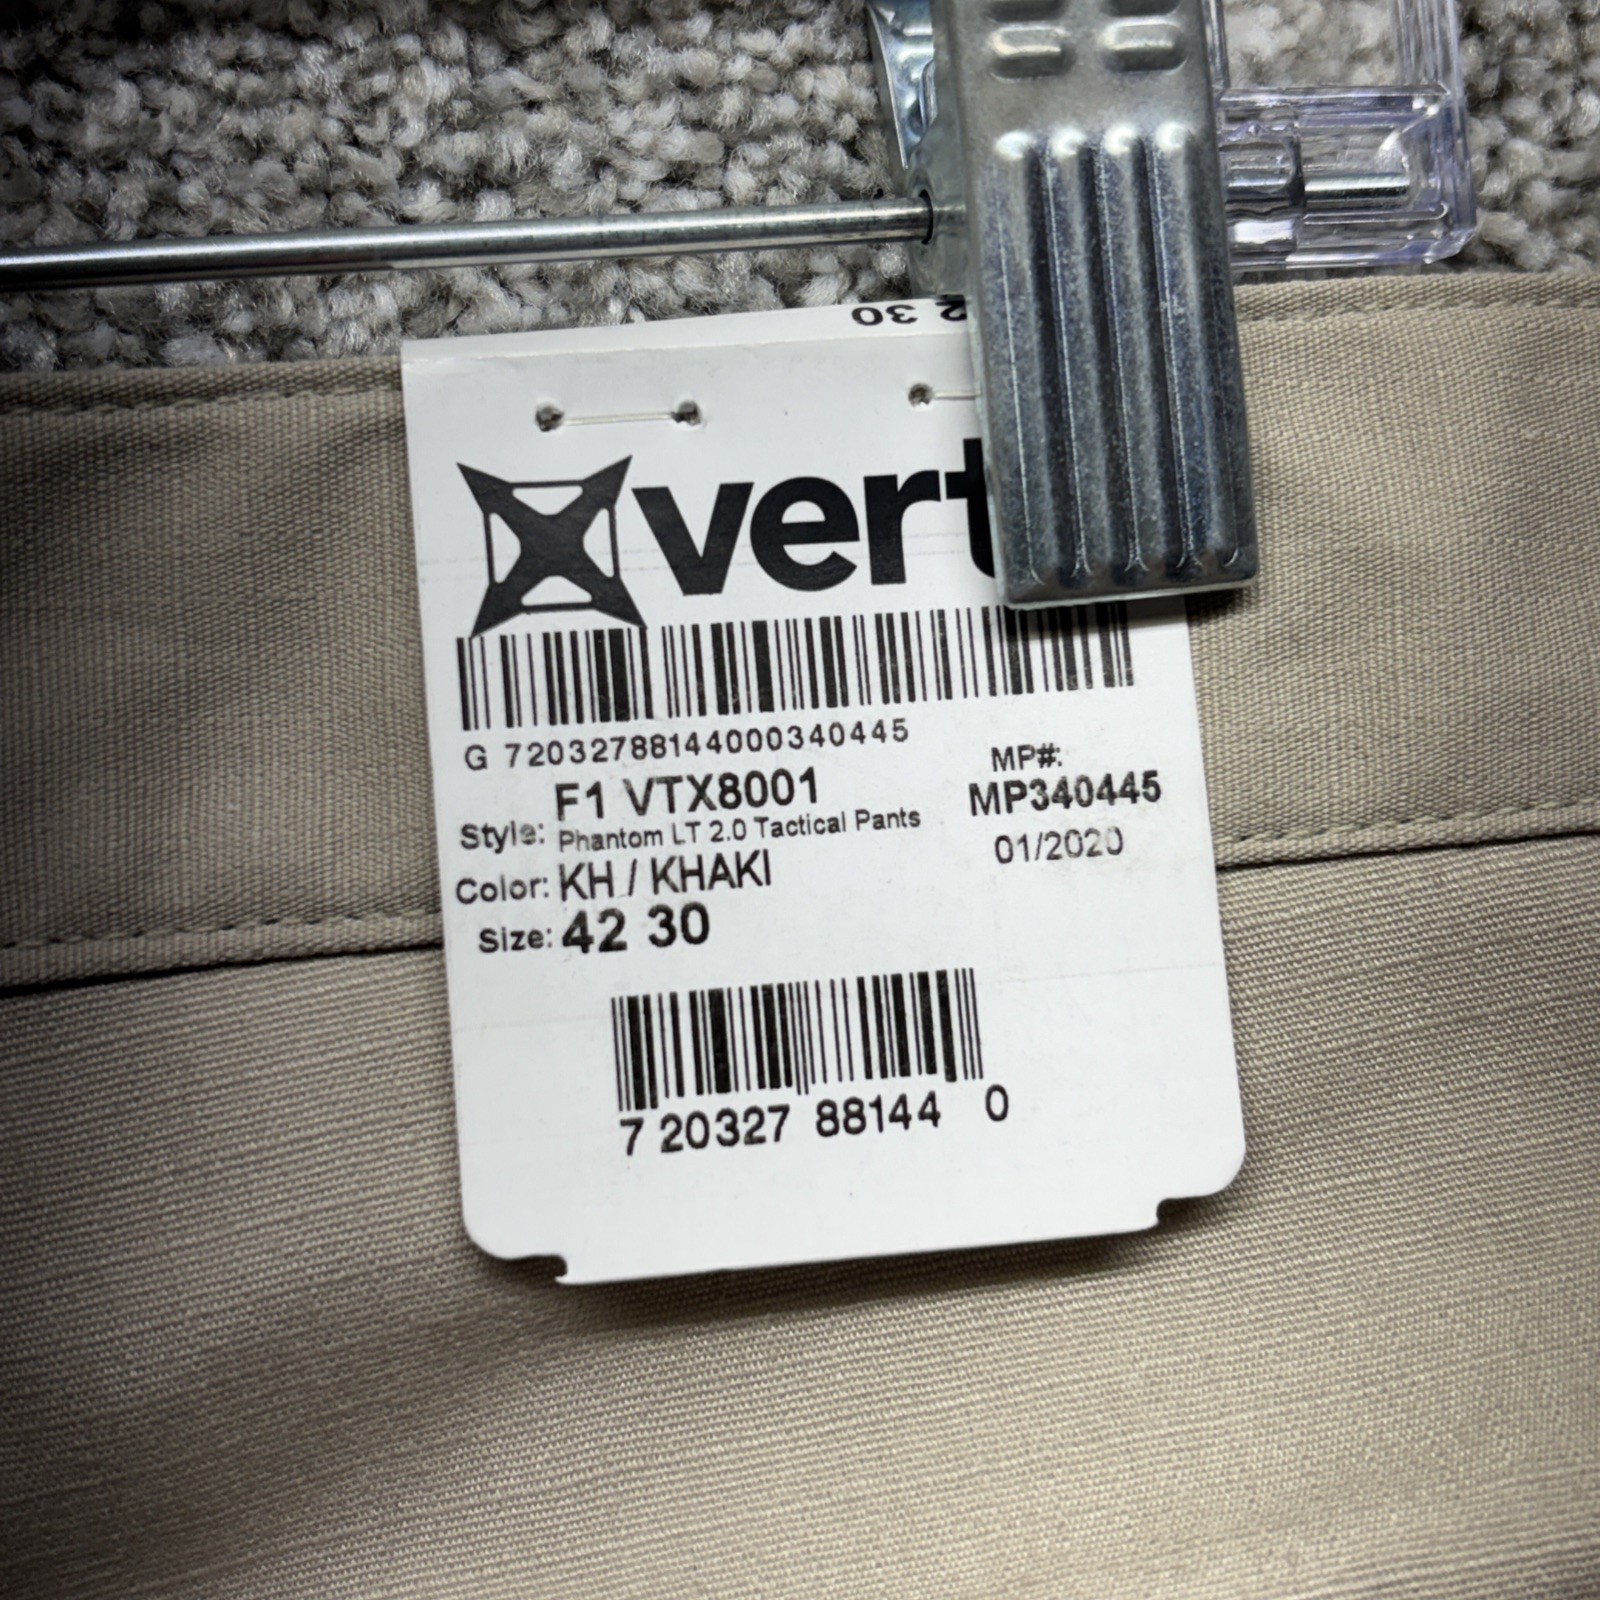 2 30
vert
G 72032788144000340445
F1 VTX8001
MP#:
Style: Phantom LT 2.0 Tactical Pants
MP340445
Color: KH / KHAKI
01/2020
Size: 42 30
7 20327 88144 0